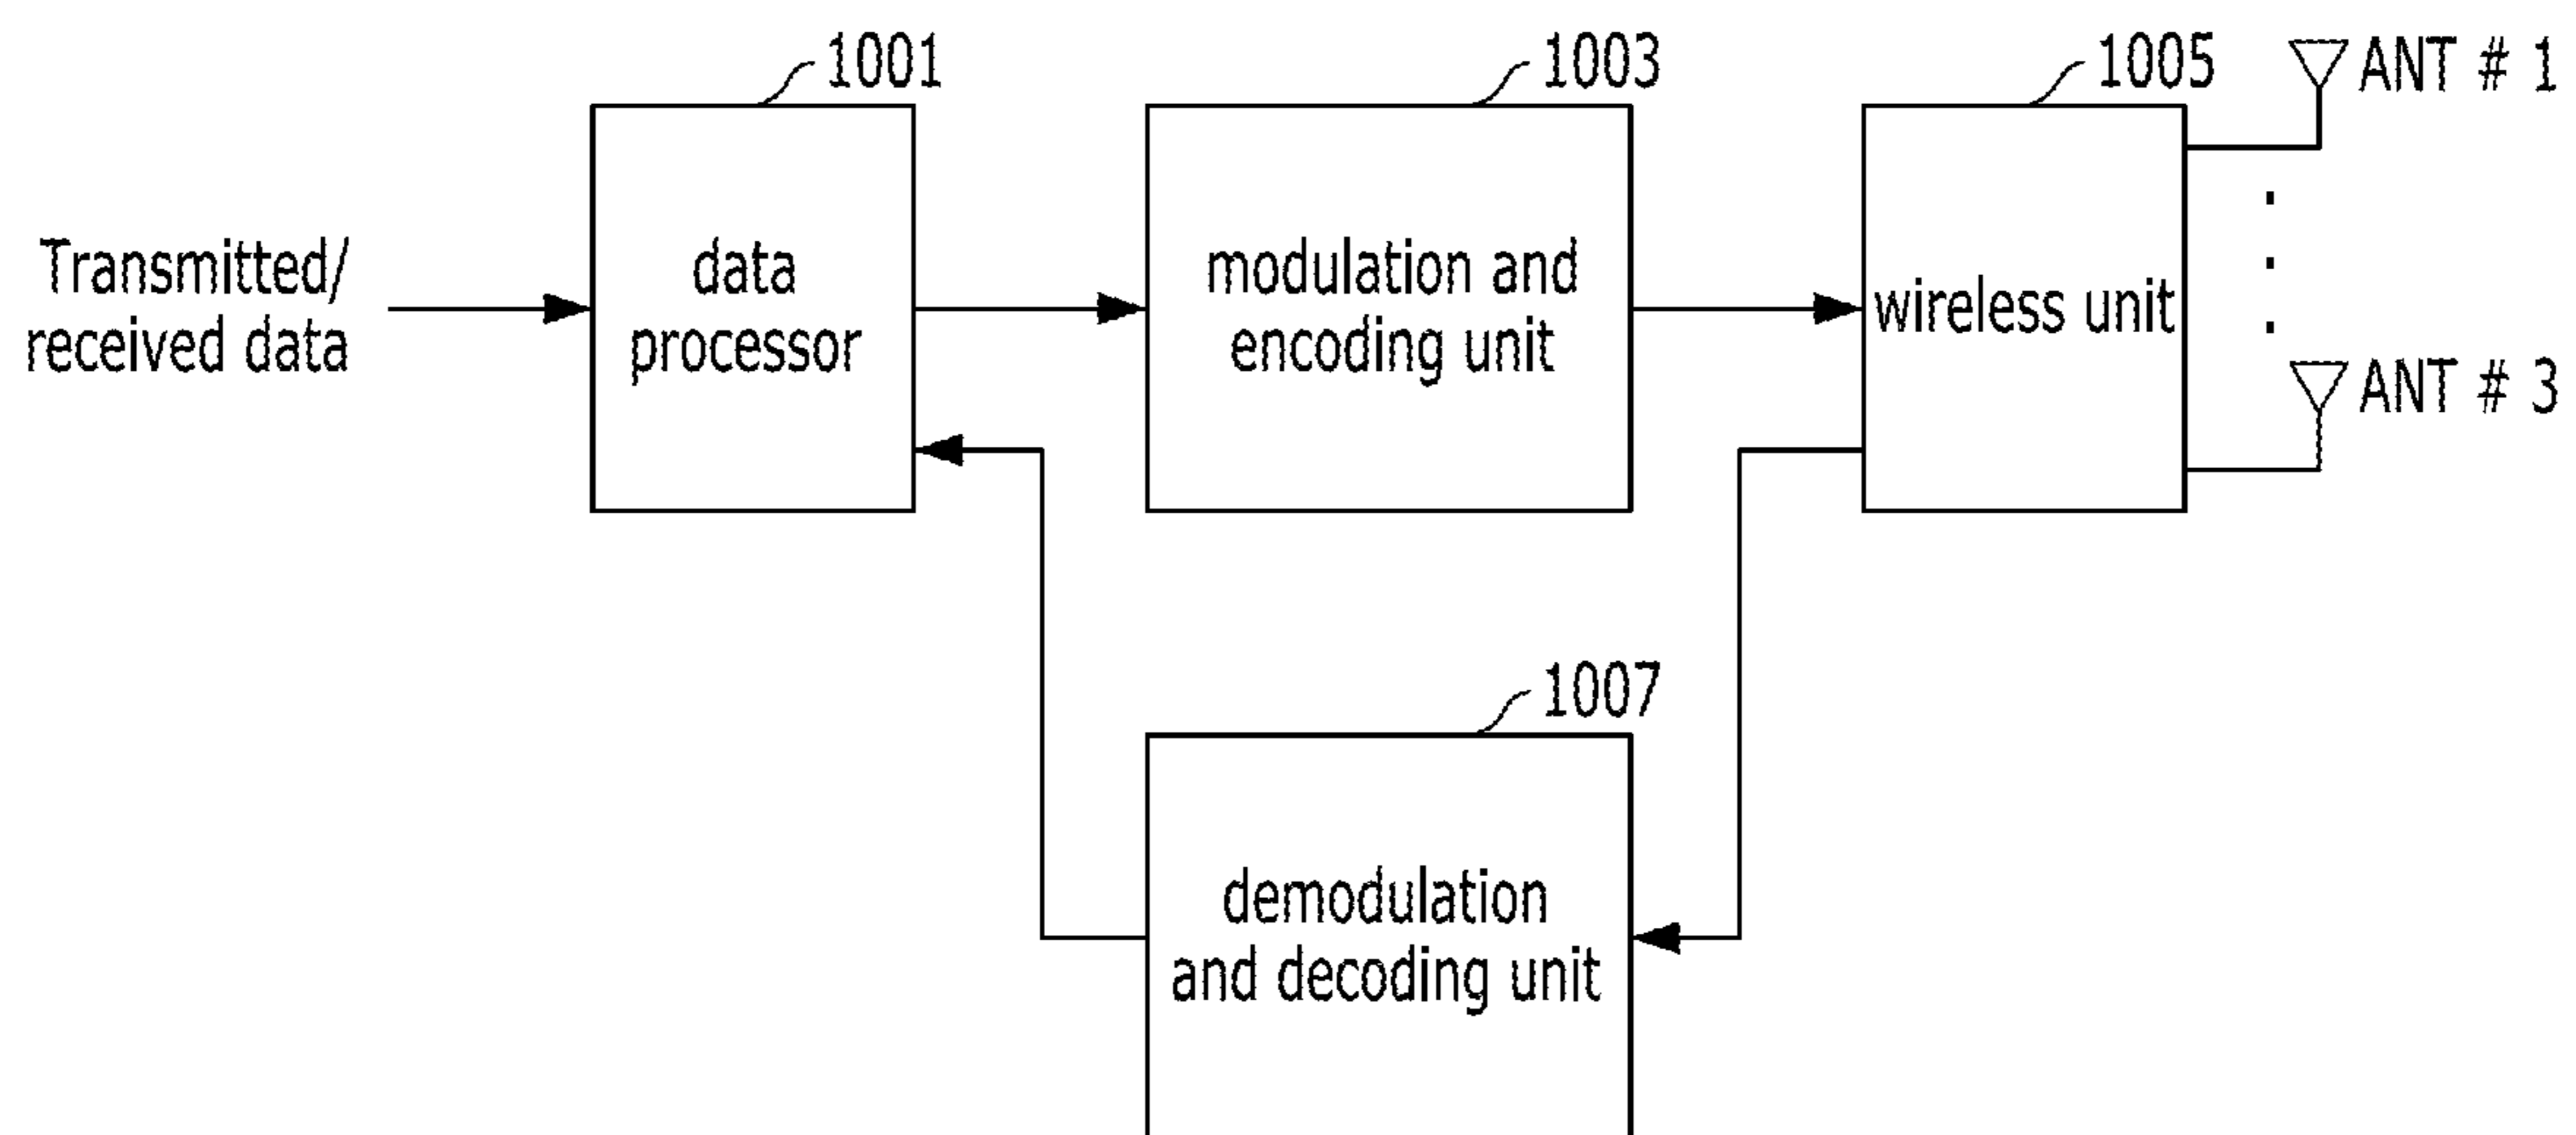 1001
1003
1005
ANT # 1
Transmitted/
received data
data
processor
modulation and
encoding unit
wireless unit
ANT # 3
1007
demodulation
and decoding unit